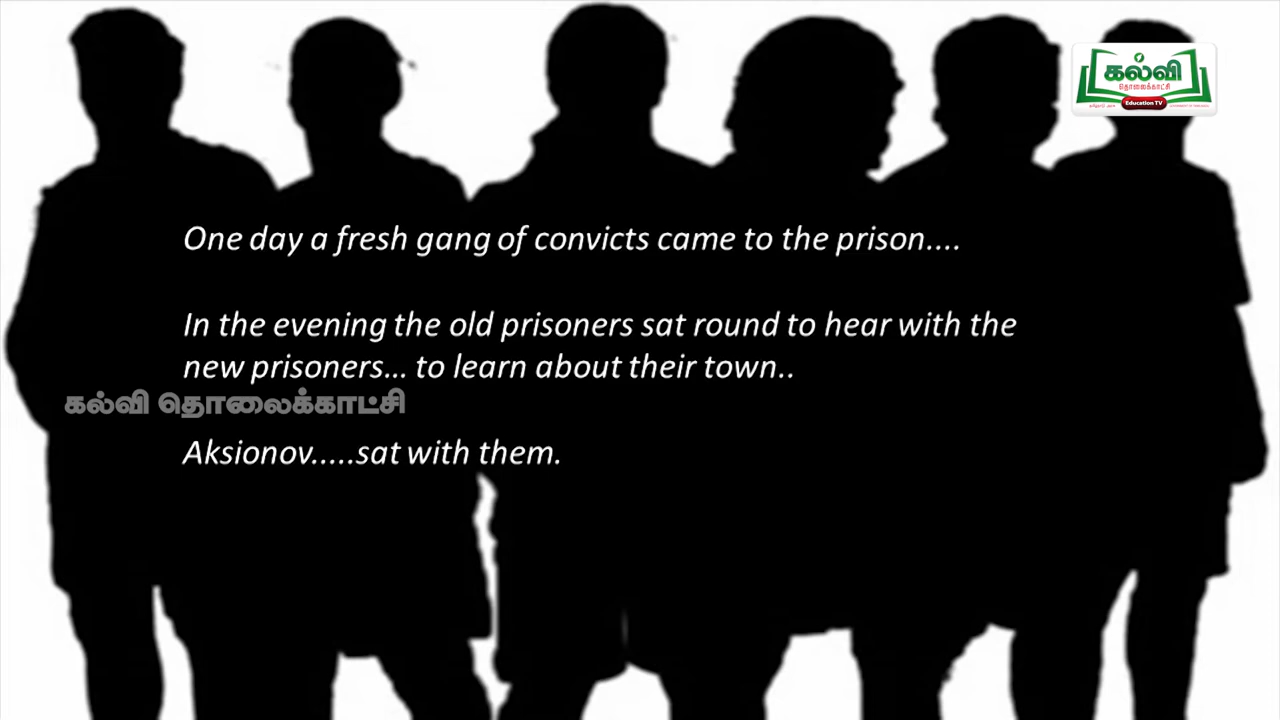 கல்வி
தொலைக்காட்சி
Education TV
One day a fresh gang of convicts came to the prison....
In the evening the old prisoners sat round to hear with the
new prisoners... to learn about their town..
கல்வி தொலைக்காட்சி
Aksionov.....sat with them.